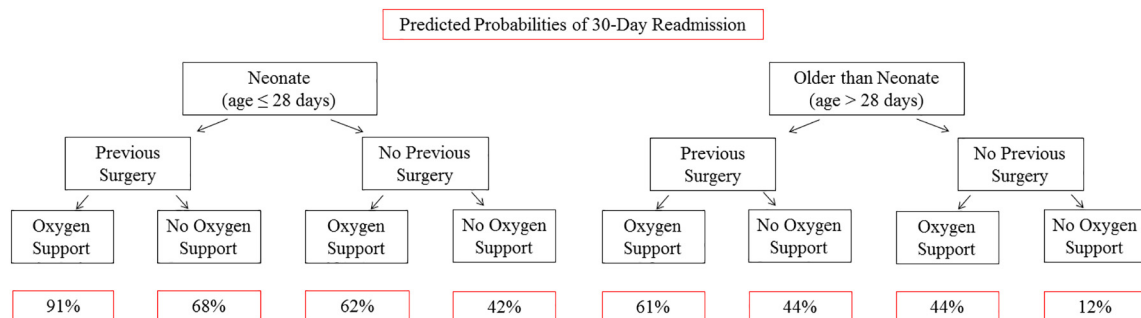 Predicted Probabilities of 30-Day Readmission
Neonate
(age ≤ 28 days)
Older than Neonate
(age > 28 days)
Previous
Surgery
No Previous
Surgery
Previous
Surgery
No Previous
Surgery
Oxygen
Support
No Oxygen
Support
Oxygen
Support
No Oxygen
Support
Oxygen
Support
No Oxygen
Support
Oxygen
Support
No Oxygen
Support
91%
68%
62%
42%
61%
44%
44%
12%